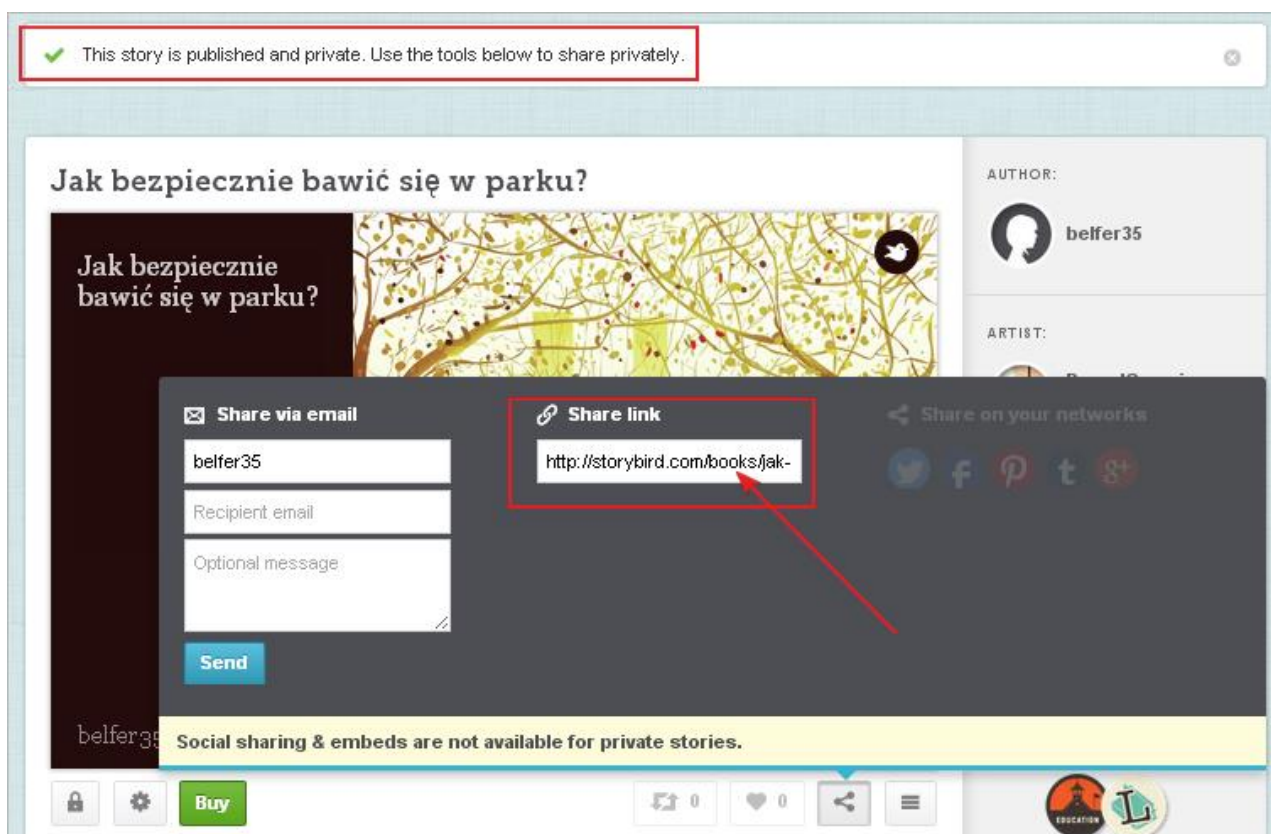 This story is published and private. Use the tools below to share privately.
Jak bezpiecznie bawić się w parku?
Jak bezpiecznie
bawić się w parku?
AUTHOR:
belfer35
ARTIST:
Share via email
belfer35
Recipient email
Optional message
Send
Share link
http://storybird.com/books/jak-
Share on your networks
belfer35
Social sharing & embeds are not available for private stories.
Buy
0
0
EDUCATION
L